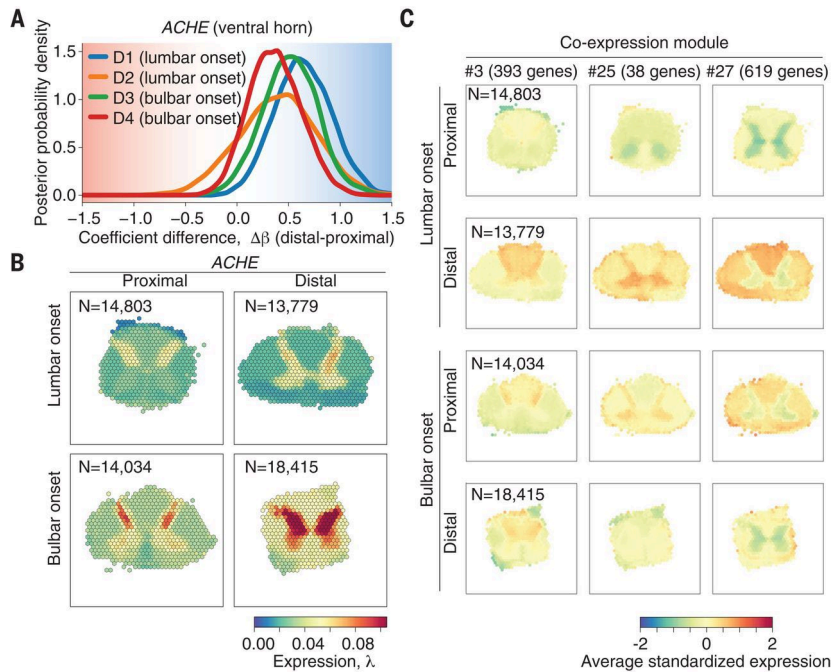 A
ACHE (ventral horn)
Posterior probability density
1.5
1.0
0.5
0.0
D1 (lumbar onset)
D2 (lumbar onset)
D3 (bulbar onset)
D4 (bulbar onset)
−1.5 −1.0 −0.5 0.0 0.5 1.0 1.5
Coefficient difference, Δβ (distal-proximal)
B
ACHE
Proximal Distal
Lumbar onset
N=14,803 N=13,779
Bulbar onset
N=14,034 N=18,415
0.00 0.08
Expression, λ
C
Co-expression module
#3 (393 genes) #25 (38 genes) #27 (619 genes)
Lumbar onset
Proximal
N=14,803
Distal
N=13,779
Bulbar onset
Proximal
N=14,034
Distal
N=18,415
-2 0 2
Average standardized expression